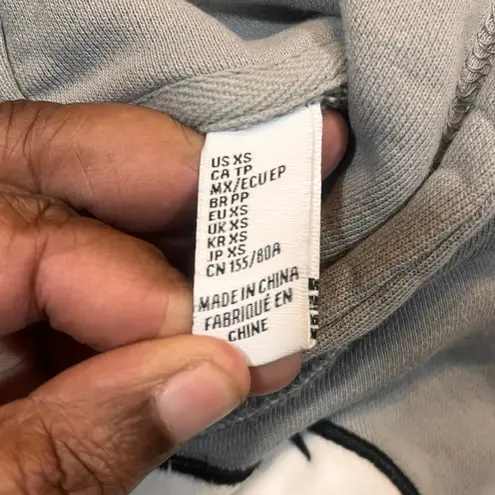 US XS
CA TP
MX/ECU EP
BR PP
EU XS
UK XS
KR XS
JP XS
CN 155/80A
MADE IN CHINA
FABRIQUÉ EN
CHINE